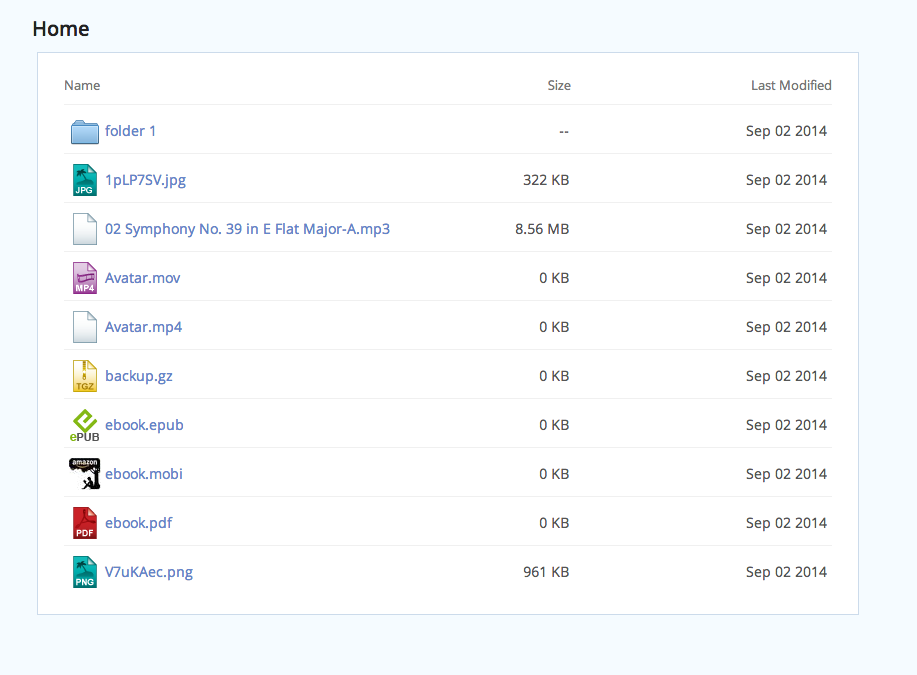 Home
Name Size Last Modified
folder 1 -- Sep 02 2014
JPG 1pLP7SV.jpg 322 KB Sep 02 2014
02 Symphony No. 39 in E Flat Major-A.mp3 8.56 MB Sep 02 2014
MP4 Avatar.mov 0 KB Sep 02 2014
Avatar.mp4 0 KB Sep 02 2014
TGZ backup.gz 0 KB Sep 02 2014
ePUB ebook.epub 0 KB Sep 02 2014
amazon ebook.mobi 0 KB Sep 02 2014
PDF ebook.pdf 0 KB Sep 02 2014
PNG V7uKAec.png 961 KB Sep 02 2014